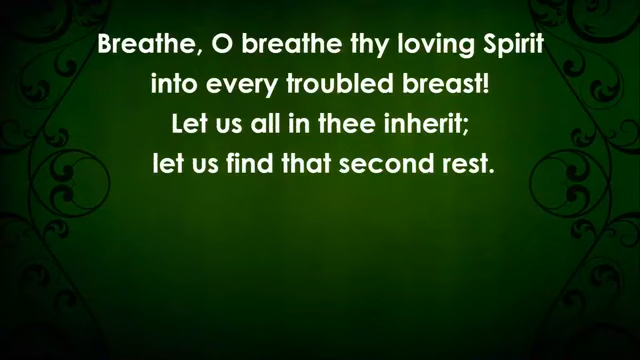 Breathe, O breathe thy loving Spirit
into every troubled breast!
Let us all in thee inherit;
let us find that second rest.